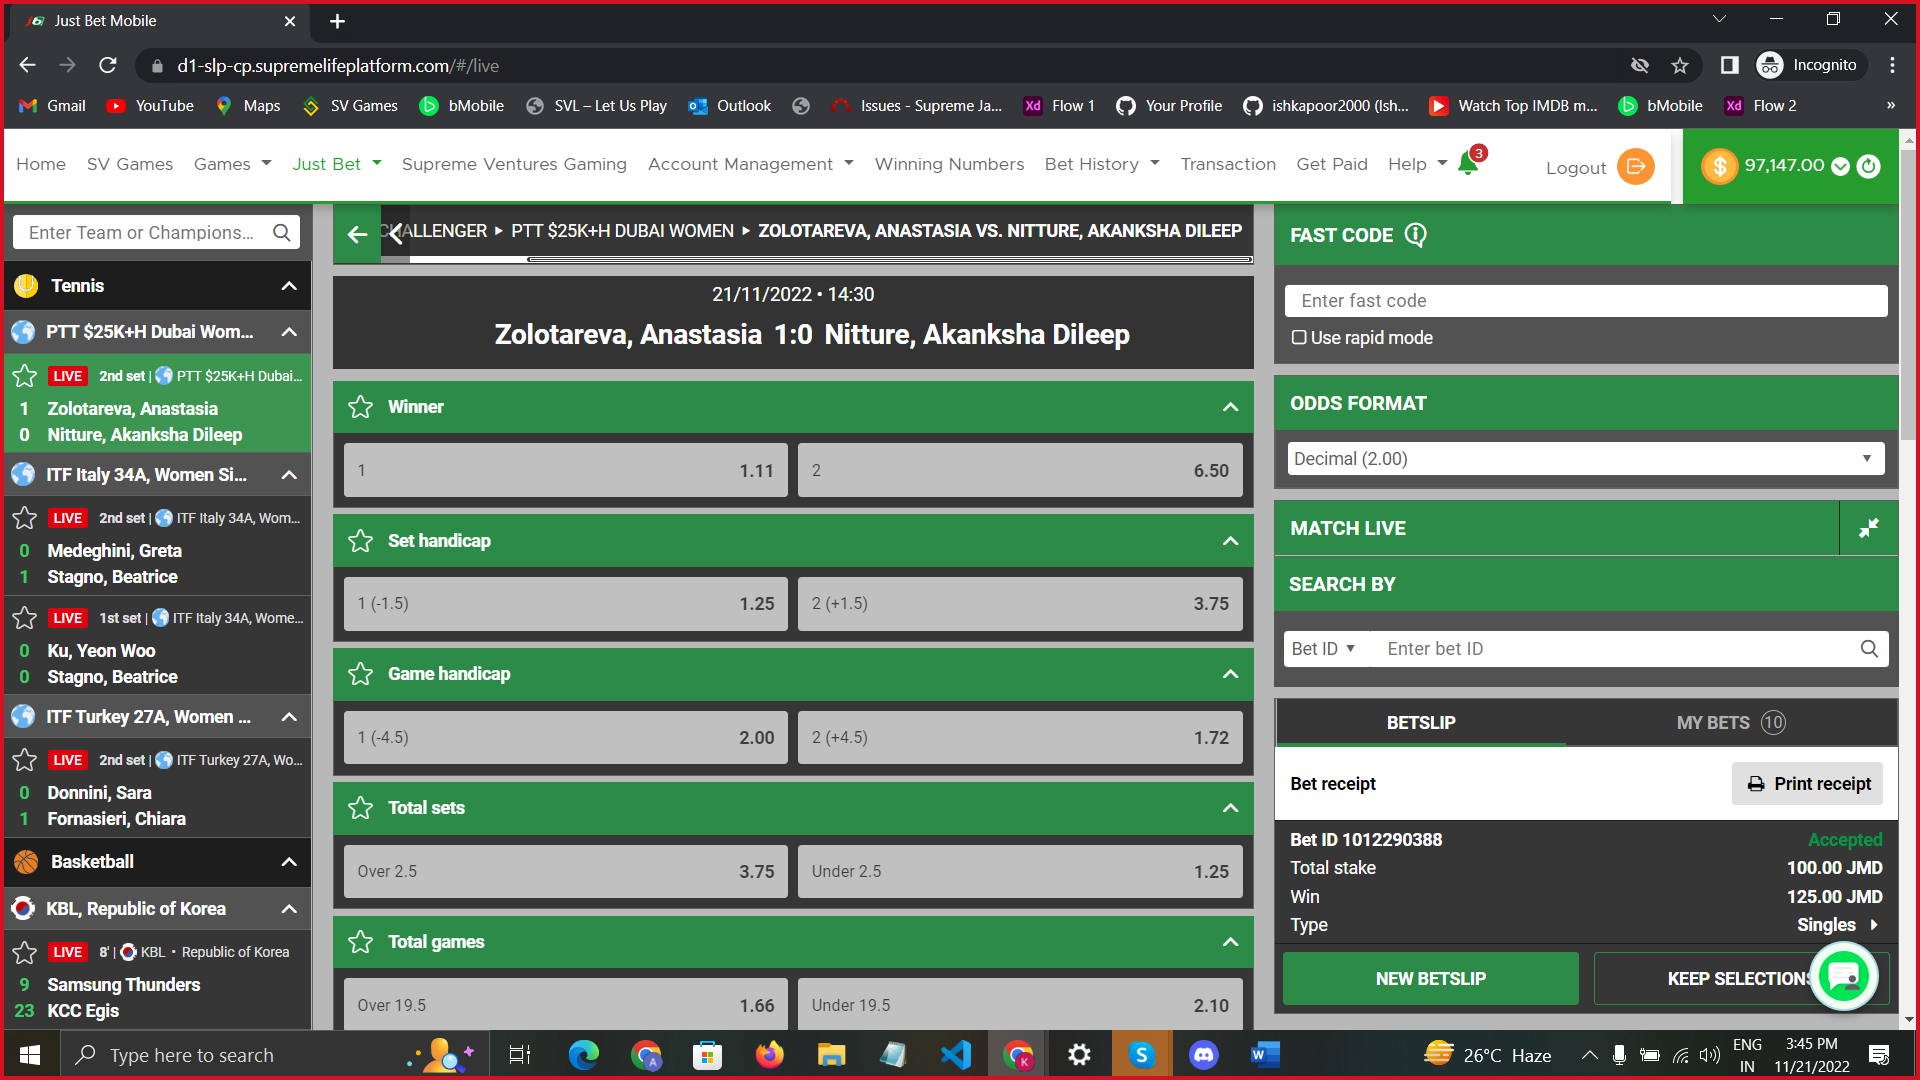 Just Bet Mobile
d1-slp-cp.supremelifeplatform.com/#/live
Incognito
Gmail YouTube Maps SV Games bMobile SVL – Let Us Play Outlook Issues - Supreme Ja... Flow 1 Your Profile ishkapoor2000 (Ish... Watch Top IMDB m... bMobile Flow 2 »
Home SV Games Games Just Bet Supreme Ventures Gaming Account Management Winning Numbers Bet History Transaction Get Paid Help 3 Logout 97,147.00
Enter Team or Champions...
Tennis
PTT $25K+H Dubai Wom...
LIVE 2nd set | PTT $25K+H Dubai...
1 Zolotareva, Anastasia
0 Nitture, Akanksha Dileep
ITF Italy 34A, Women Si...
LIVE 2nd set | ITF Italy 34A, Wom...
0 Medeghini, Greta
1 Stagno, Beatrice
LIVE 1st set | ITF Italy 34A, Wome...
0 Ku, Yeon Woo
0 Stagno, Beatrice
ITF Turkey 27A, Women ...
LIVE 2nd set | ITF Turkey 27A, Wo...
0 Donnini, Sara
1 Fornasieri, Chiara
Basketball
KBL, Republic of Korea
LIVE 8' | KBL • Republic of Korea
9 Samsung Thunders
23 KCC Egis
CHALLENGER ▸ PTT $25K+H DUBAI WOMEN ▸ ZOLOTAREVA, ANASTASIA VS. NITTURE, AKANKSHA DILEEP
21/11/2022 • 14:30
Zolotareva, Anastasia 1:0 Nitture, Akanksha Dileep
Winner
1 1.11 2 6.50
Set handicap
1 (-1.5) 1.25 2 (+1.5) 3.75
Game handicap
1 (-4.5) 2.00 2 (+4.5) 1.72
Total sets
Over 2.5 3.75 Under 2.5 1.25
Total games
Over 19.5 1.66 Under 19.5 2.10
FAST CODE
Enter fast code
Use rapid mode
ODDS FORMAT
Decimal (2.00)
MATCH LIVE
SEARCH BY
Bet ID Enter bet ID
BETSLIP MY BETS 10
Bet receipt Print receipt
Bet ID 1012290388 Accepted
Total stake 100.00 JMD
Win 125.00 JMD
Type Singles
NEW BETSLIP KEEP SELECTIONS
Type here to search
26°C Haze
ENG
IN
3:45 PM
11/21/2022